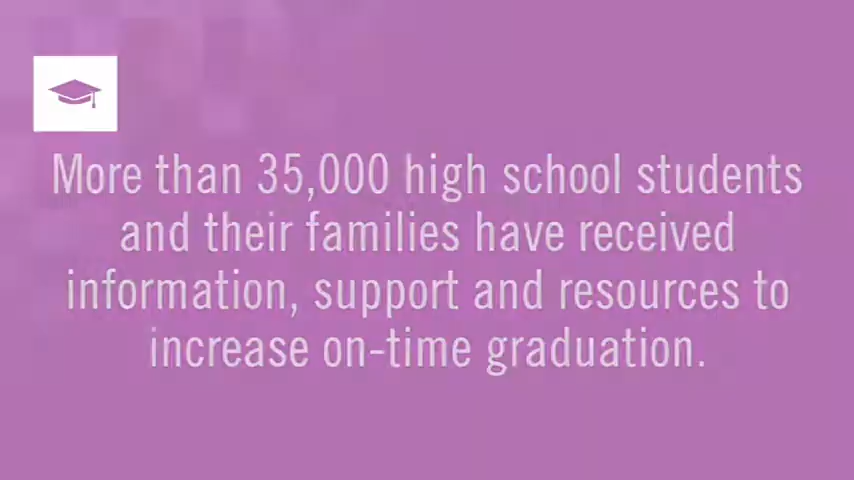 More than 35,000 high school students
and their families have received
information, support and resources to
increase on-time graduation.